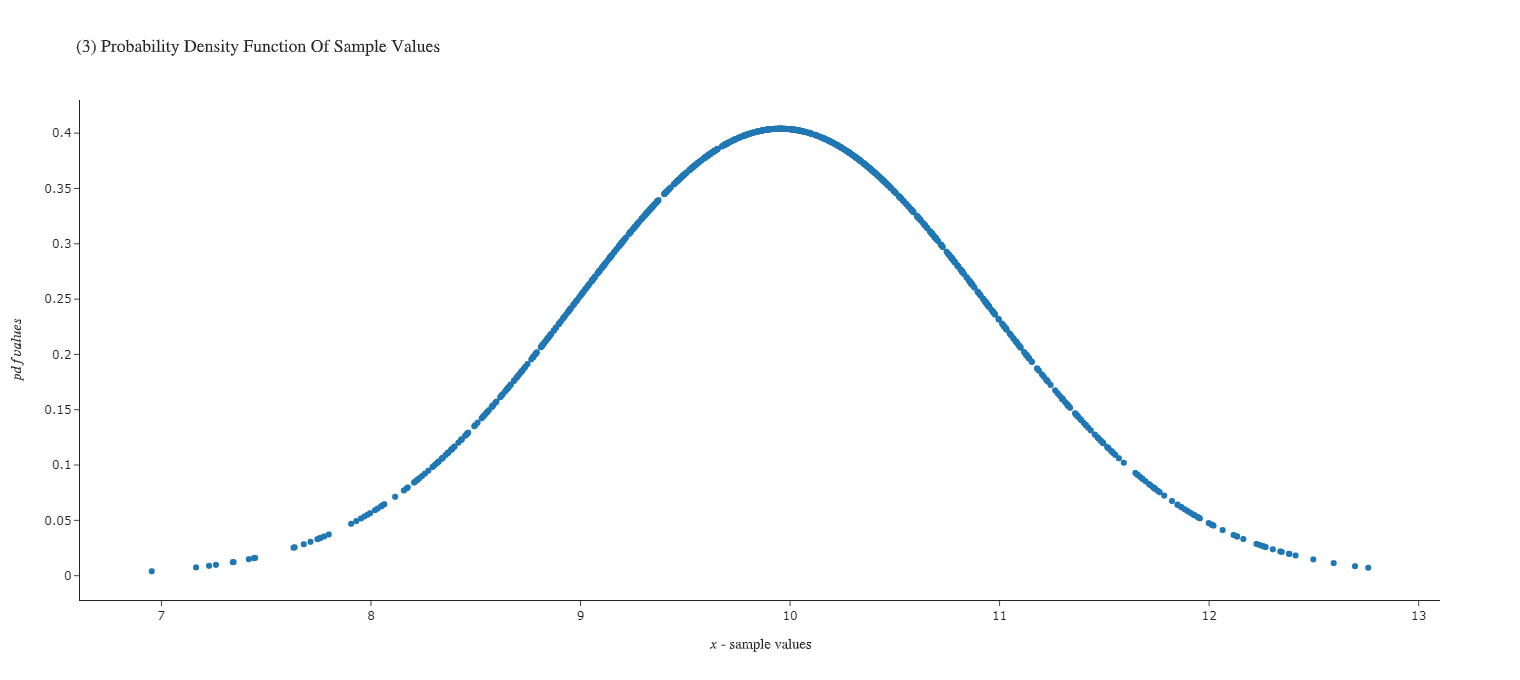 (3) Probability Density Function Of Sample Values
0.4
0.35
0.3
0.25
0.2
0.15
0.1
0.05
0
pdf values
7 8 9 10 11 12 13
x - sample values